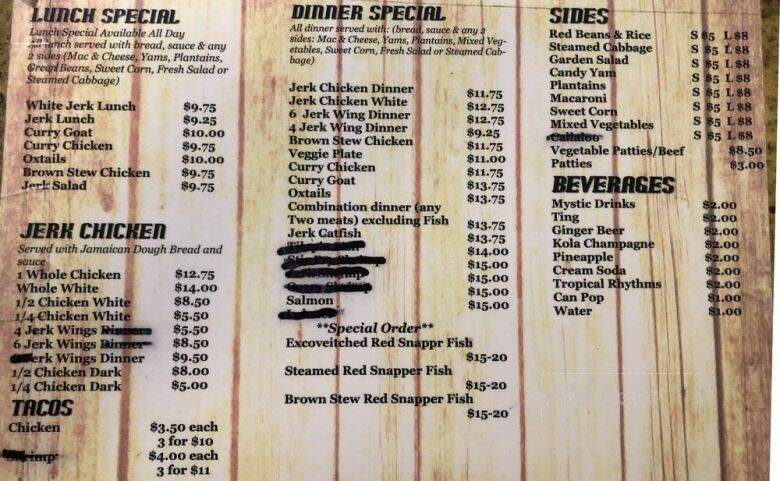 LUNCH SPECIAL
Lunch Special Available All Day
All lunch served with bread, sauce & any
2 sides (Mac & Cheese, Yams, Plantains,
Green Beans, Sweet Corn, Fresh Salad or
Steamed Cabbage)
White Jerk Lunch $9.75
Jerk Lunch $9.25
Curry Goat $10.00
Curry Chicken $9.75
Oxtails $10.00
Brown Stew Chicken $9.75
Jerk Salad $9.75
JERK CHICKEN
Served with Jamaican Dough Bread and
sauce
1 Whole Chicken $12.75
Whole White $14.00
1/2 Chicken White $8.50
1/4 Chicken White $5.50
4 Jerk Wings Dinner $5.50
6 Jerk Wings Dinner $8.50
Jerk Wings Dinner $9.50
1/2 Chicken Dark $8.00
1/4 Chicken Dark $5.00
TACOS
Chicken $3.50 each
3 for $10
Shrimp $4.00 each
3 for $11
DINNER SPECIAL
All dinner served with: (bread, sauce & any 2
sides: Mac & Cheese, Yams, Plantains, Mixed Veg-
etables, Sweet Corn, Fresh Salad or Steamed Cab-
bage)
Jerk Chicken Dinner $11.75
Jerk Chicken White $12.75
6 Jerk Wing Dinner $12.75
4 Jerk Wing Dinner $9.25
Brown Stew Chicken $11.75
Veggie Plate $11.00
Curry Chicken $11.75
Curry Goat $13.75
Oxtails $13.75
Combination dinner (any
Two meats) excluding Fish $13.75
Jerk Catfish $13.75
$14.00
$15.00
$15.00
$15.00
Salmon $15.00
**Special Order**
Excoveitched Red Snappr Fish
$15-20
Steamed Red Snapper Fish
$15-20
Brown Stew Red Snapper Fish
$15-20
SIDES
Red Beans & Rice S $5 L $8
Steamed Cabbage S $5 L $8
Garden Salad S $5 L $8
Candy Yam S $5 L $8
Plantains S $5 L $8
Macaroni S $5 L $8
Sweet Corn S $5 L $8
Mixed Vegetables S $5 L $8
Callaloo
Vegetable Patties/Beef $8.50
Patties $3.00
BEVERAGES
Mystic Drinks $2.00
Ting $2.00
Ginger Beer $2.00
Kola Champagne $2.00
Pineapple $2.00
Cream Soda $2.00
Tropical Rhythms $2.00
Can Pop $1.00
Water $1.00